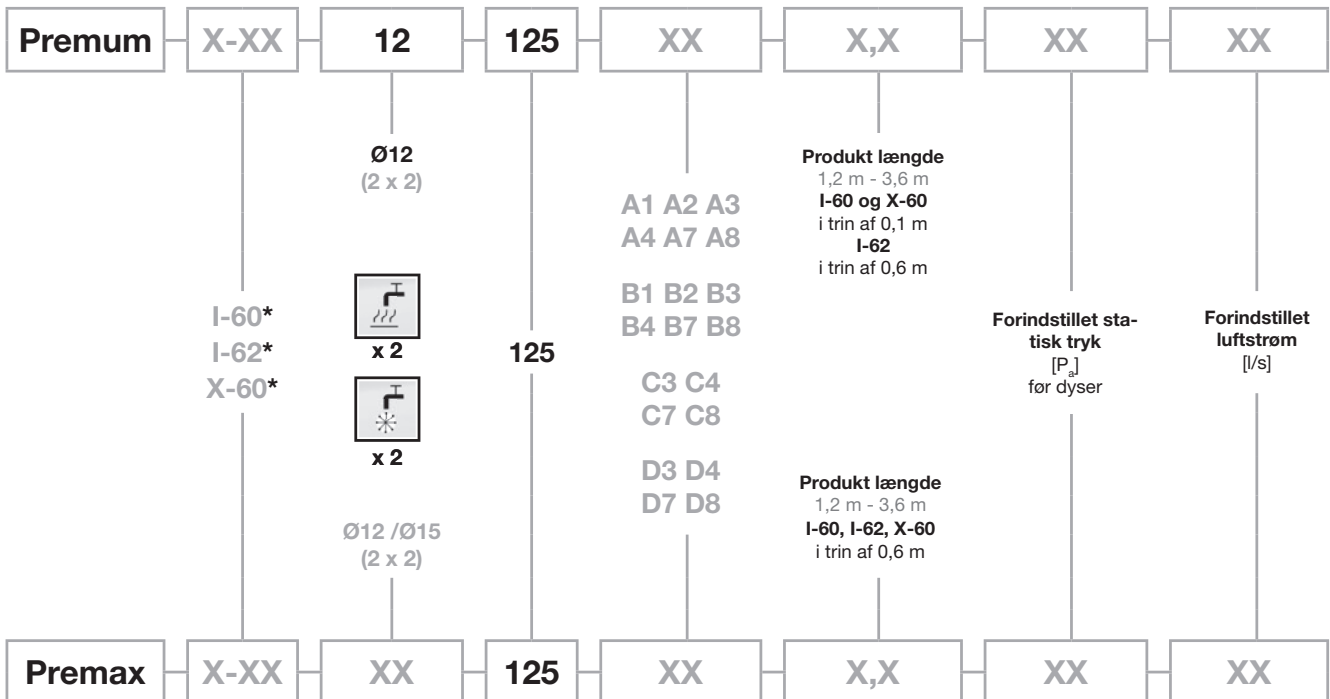 Premum X-XX 12 125 XX X,X XX XX
I-60*
I-62*
X-60*
Ø12
(2 x 2)
x 2
x 2
Ø12 /Ø15
(2 x 2)
125
A1 A2 A3
A4 A7 A8
B1 B2 B3
B4 B7 B8
C3 C4
C7 C8
D3 D4
D7 D8
Produkt længde
1,2 m - 3,6 m
I-60 og X-60
i trin af 0,1 m
I-62
i trin af 0,6 m
Produkt længde
1,2 m - 3,6 m
I-60, I-62, X-60
i trin af 0,6 m
Forindstillet sta-
tisk tryk
[Pa]
før dyser
Forindstillet
luftstrøm
[l/s]
Premax X-XX XX 125 XX X,X XX XX